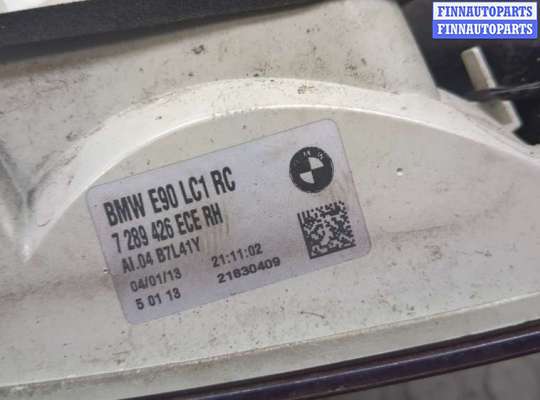 FINNAUTOPARTS
FINNAUTOPARTS
BMW E90 LC1 RC
7 289 426 ECE RH
AI.04 B7L41Y
04/01/13 21:11:02
5 01 13 21830409